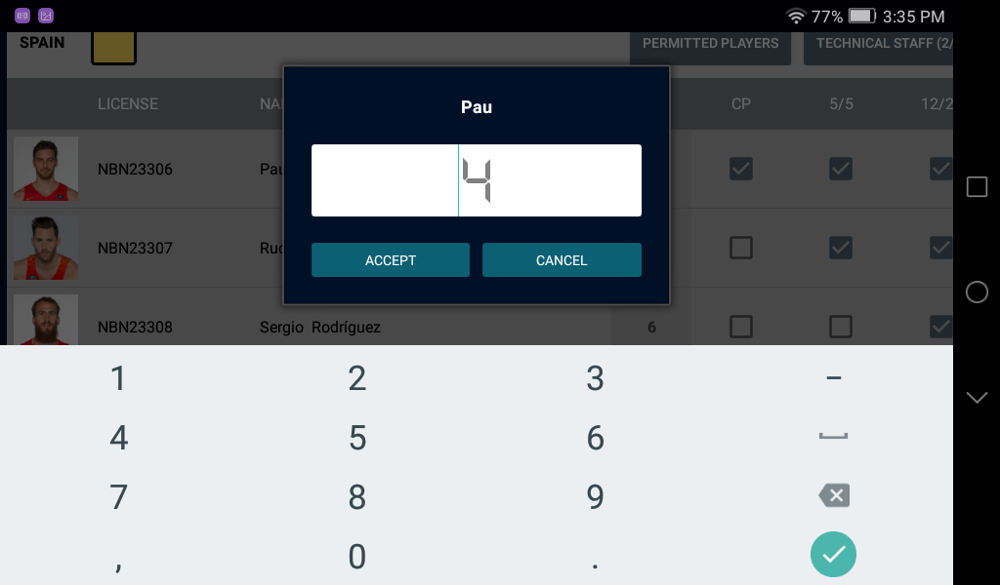 77% 3:35 PM
SPAIN PERMITTED PLAYERS TECHNICAL STAFF (2/
LICENSE NA CP 5/5 12/2
Pau
4
NBN23306 Pau
NBN23307 Ruc
ACCEPT CANCEL
NBN23308 Sergio Rodríguez 6
1 2 3 -
4 5 6
7 8 9
, 0 .